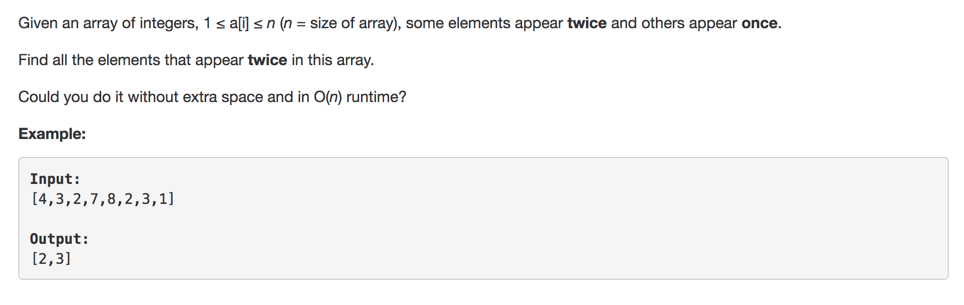 Given an array of integers, 1 ≤ a[i] ≤ n (n = size of array), some elements appear twice and others appear once.
Find all the elements that appear twice in this array.
Could you do it without extra space and in O(n) runtime?
Example:
Input:
[4,3,2,7,8,2,3,1]
Output:
[2,3]